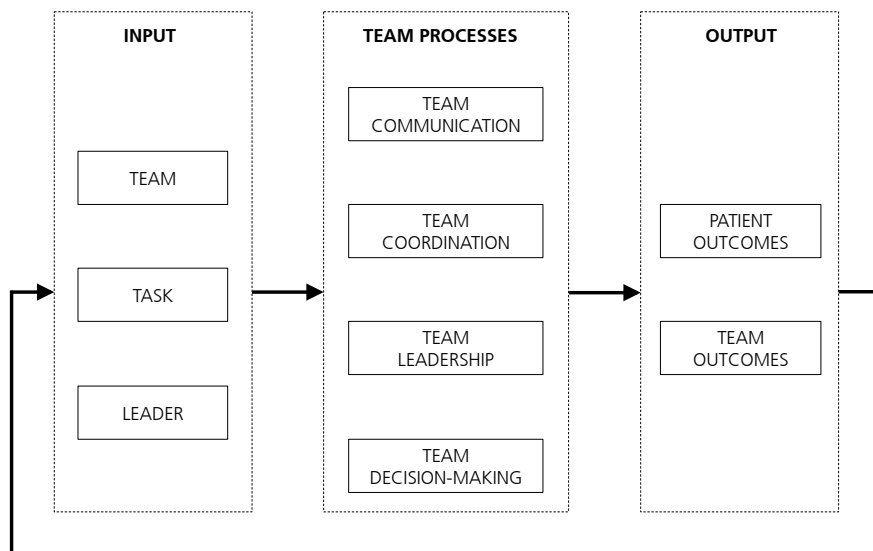 INPUT
TEAM
TASK
LEADER
TEAM PROCESSES
TEAM
COMMUNICATION
TEAM
COORDINATION
TEAM
LEADERSHIP
TEAM
DECISION-MAKING
OUTPUT
PATIENT
OUTCOMES
TEAM
OUTCOMES